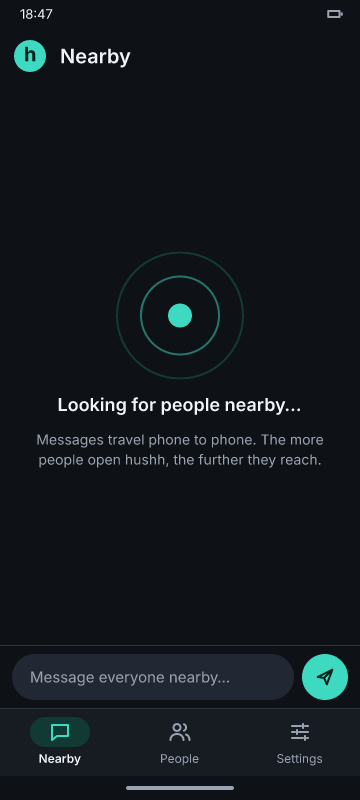 18:47
h
Nearby
Looking for people nearby...
Messages travel phone to phone. The more
people open hushh, the further they reach.
Message everyone nearby...
Nearby
People
Settings